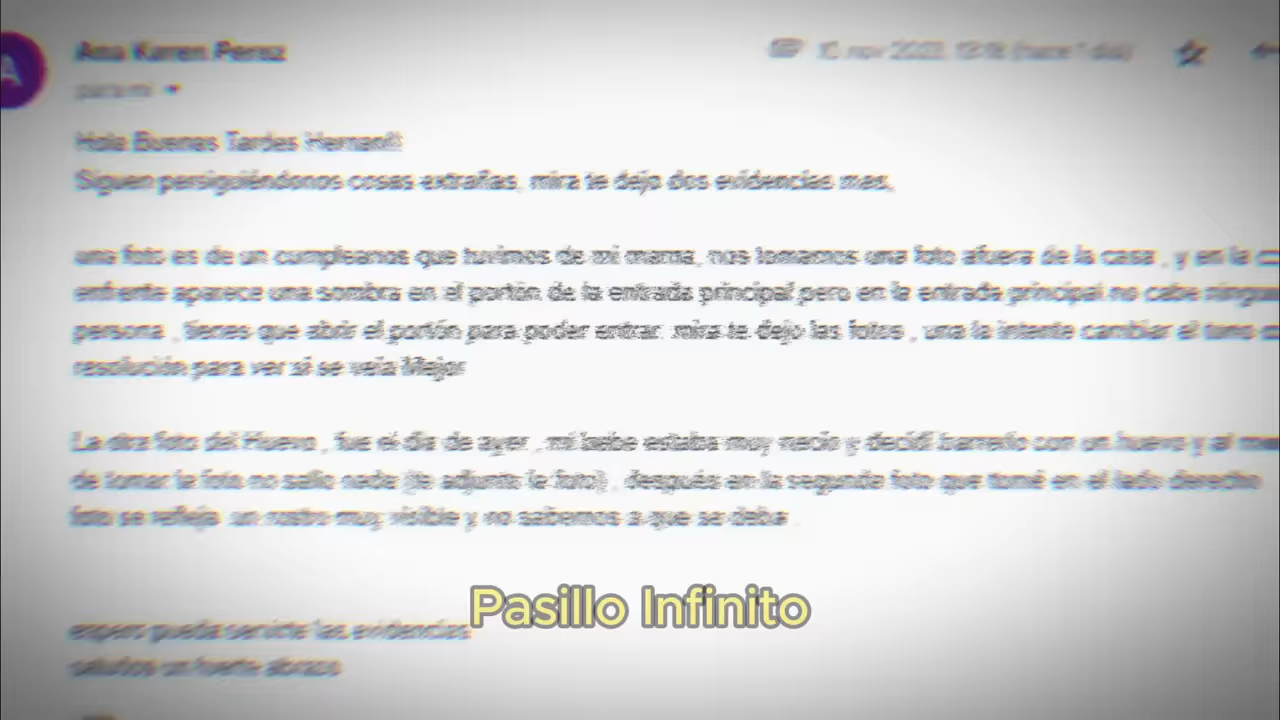 Ana Karen Perez
para mi
Hola Buenas Tardes Hernan!!
Siguen persiguiéndonos cosas extrañas, mira te dejo dos evidencias mas,
una foto es de un cumpleanos que tuvimos de mi mama, nos tomamos una foto afuera de la casa , y en la
enfrente aparece una sombra en el portón de la entrada principal pero en la entrada principal no cabe
persona , tienes que abrir el portón para poder entrar. mira te dejo las fotos , una la intente cambiar el tono
resolución para ver si se veia Mejor
La otra foto del Huevo , fue el dia de ayer , mi bebe estaba muy necio y decidi barrerlo con un huevo y al
de tomar la foto no salio nada (te adjunto la foto) , después en la segunda foto que tomé en el lado derecho
foto se refleja un rostro muy visible y no sabemos a que se deba .
Pasillo Infinito
espero pueda servirte las evidencias
saludos un fuerte abrazo